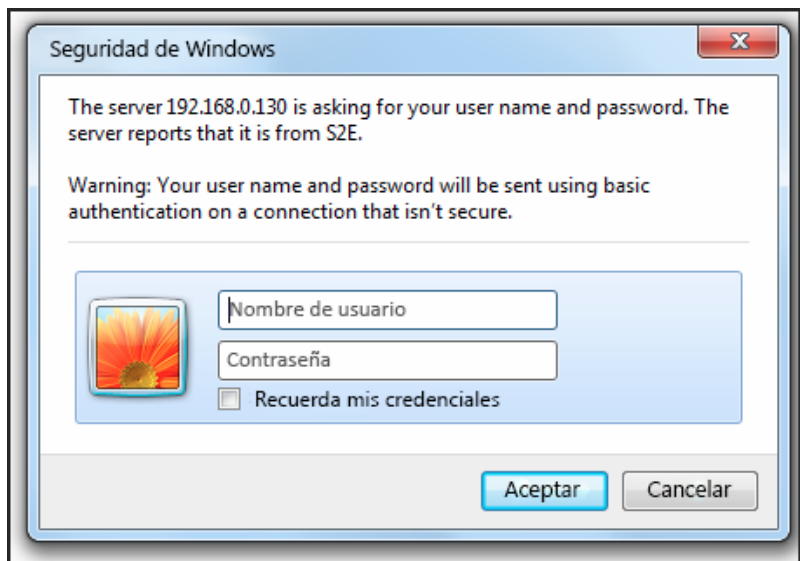 Seguridad de Windows
The server 192.168.0.130 is asking for your user name and password. The
server reports that it is from S2E.
Warning: Your user name and password will be sent using basic
authentication on a connection that isn't secure.
Nombre de usuario
Contraseña
Recuerda mis credenciales
Aceptar
Cancelar